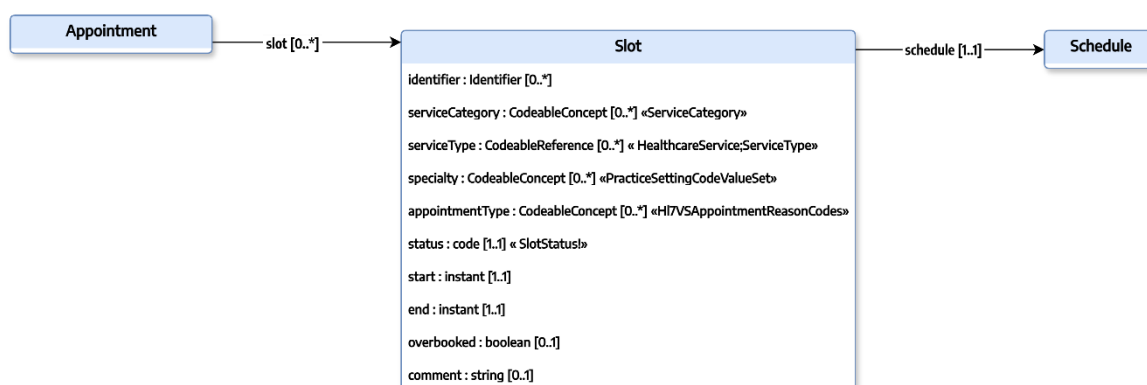 Appointment
slot [0..*]
Slot
schedule [1..1]
Schedule
identifier : Identifier [0..*]
serviceCategory : CodeableConcept [0..*] «ServiceCategory»
serviceType : CodeableReference [0..*] « HealthcareService;ServiceType»
specialty : CodeableConcept [0..*] «PracticeSettingCodeValueSet»
appointmentType : CodeableConcept [0..*] «Hl7VSAppointmentReasonCodes»
status : code [1..1] « SlotStatus!»
start : instant [1..1]
end : instant [1..1]
overbooked : boolean [0..1]
comment : string [0..1]